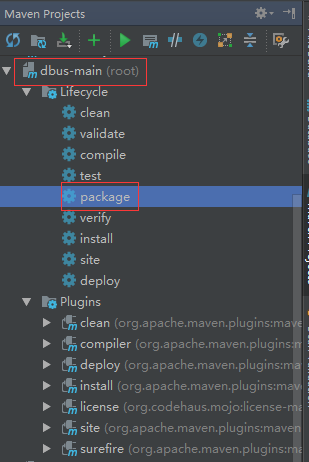 Maven Projects
dbus-main (root)
Lifecycle
clean
validate
compile
test
package
verify
install
site
deploy
Plugins
clean (org.apache.maven.plugins:mave
compiler (org.apache.maven.plugins:
deploy (org.apache.maven.plugins:ma
install (org.apache.maven.plugins:ma
license (org.codehaus.mojo:license-m
site (org.apache.maven.plugins:mave
surefire (org.apache.maven.plugins:m